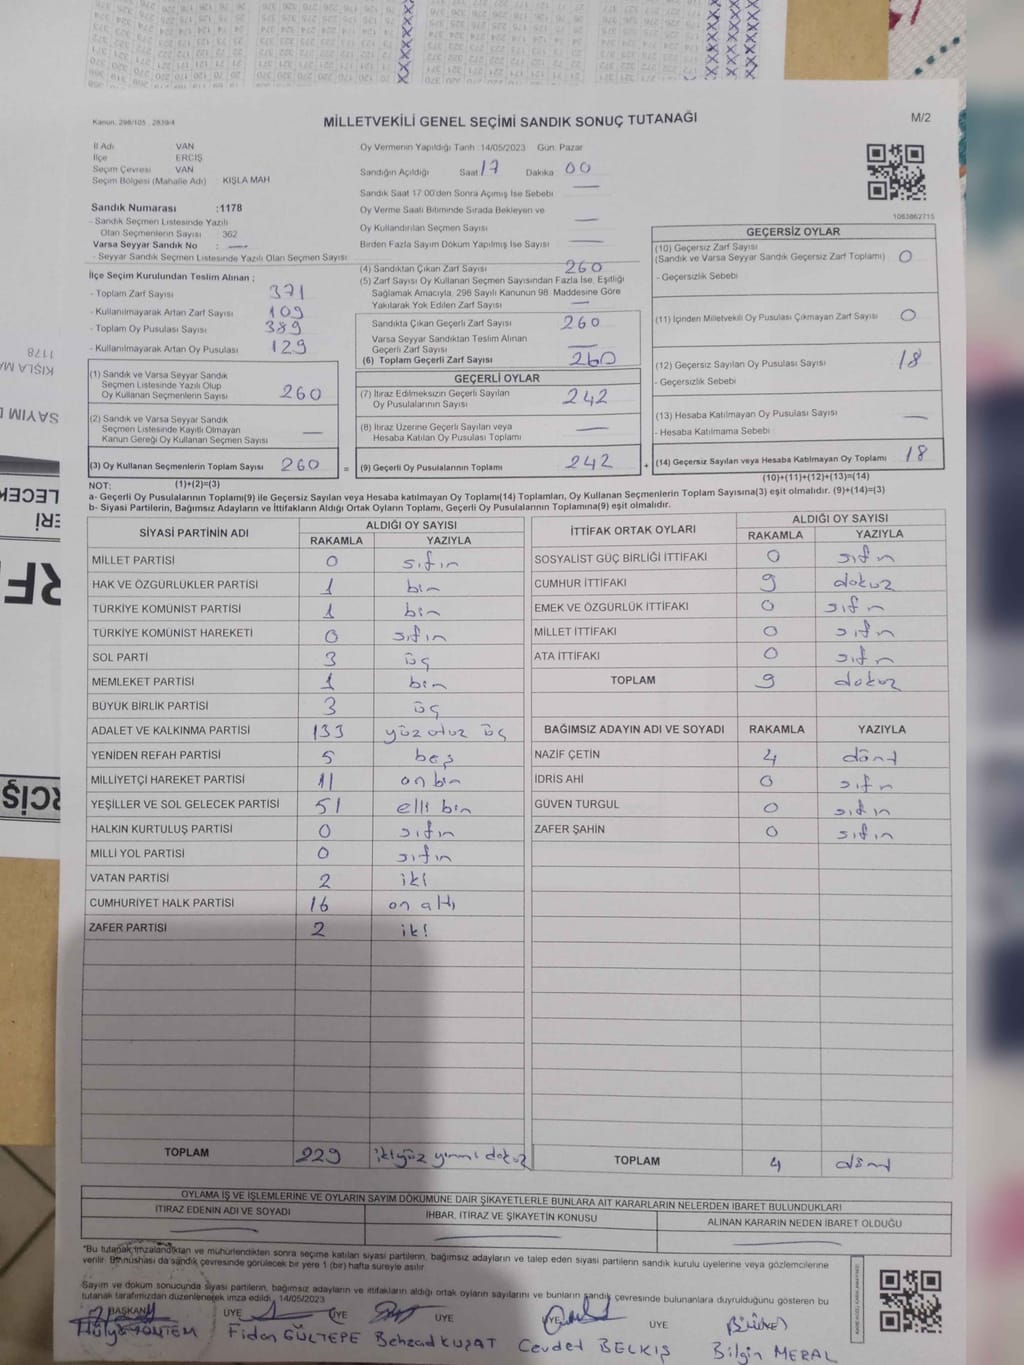 Kanun: 298/105 , 2839/4
MİLLETVEKİLİ GENEL SEÇİMİ SANDIK SONUÇ TUTANAĞI
M/2
İl Adı VAN
İlçe ERCİŞ
Seçim Çevresi VAN
Seçim Bölgesi (Mahalle Adı) KIŞLA MAH
Sandık Numarası :1178
- Sandık Seçmen Listesinde Yazılı
Olan Seçmenlerin Sayısı : 362
Varsa Seyyar Sandık No : —
- Seyyar Sandık Seçmen Listesinde Yazılı Olan Seçmen Sayısı
İlçe Seçim Kurulundan Teslim Alınan ;
- Toplam Zarf Sayısı 371
- Kullanılmayarak Artan Zarf Sayısı 109
- Toplam Oy Pusulası Sayısı 389
- Kullanılmayarak Artan Oy Pusulası 129
Oy Vermenin Yapıldığı Tarih :14/05/2023 Gün: Pazar
Sandığın Açıldığı Saat 17 Dakika 00
Sandık Saat 17.00'den Sonra Açılmış İse Sebebi —
Oy Verme Saati Bitiminde Sırada Bekleyen ve
Oy Kullandırılan Seçmen Sayısı —
Birden Fazla Sayım Döküm Yapılmış İse Sayısı —
(4) Sandıktan Çıkan Zarf Sayısı 260
(5) Zarf Sayısı Oy Kullanan Seçmen Sayısından Fazla İse, Eşitliği
Sağlamak Amacıyla, 298 Sayılı Kanunun 98. Maddesine Göre
Yakılarak Yok Edilen Zarf Sayısı —
Sandıkta Çıkan Geçerli Zarf Sayısı 260
Varsa Seyyar Sandıktan Teslim Alınan
Geçerli Zarf Sayısı —
(6) Toplam Geçerli Zarf Sayısı 260
1083862715
GEÇERSİZ OYLAR
(10) Geçersiz Zarf Sayısı
(Sandık ve Varsa Seyyar Sandık Geçersiz Zarf Toplamı) 0
- Geçersizlik Sebebi
(11) İçinden Milletvekili Oy Pusulası Çıkmayan Zarf Sayısı 0
(12) Geçersiz Sayılan Oy Pusulası Sayısı 18
- Geçersizlik Sebebi
(13) Hesaba Katılmayan Oy Pusulası Sayısı —
- Hesaba Katılmama Sebebi
(14) Geçersiz Sayılan veya Hesaba Katılmayan Oy Toplamı 18
(10)+(11)+(12)+(13)=(14)
(1) Sandık ve Varsa Seyyar Sandık
Seçmen Listesinde Yazılı Olup
Oy Kullanan Seçmenlerin Sayısı 260
(2) Sandık ve Varsa Seyyar Sandık
Seçmen Listesinde Kayıtlı Olmayan
Kanun Gereği Oy Kullanan Seçmen Sayısı —
(3) Oy Kullanan Seçmenlerin Toplam Sayısı 260 =
GEÇERLİ OYLAR
(7) İtiraz Edilmeksizin Geçerli Sayılan
Oy Pusulalarının Sayısı 242
(8) İtiraz Üzerine Geçerli Sayılan veya
Hesaba Katılan Oy Pusulası Toplamı —
(9) Geçerli Oy Pusulalarının Toplamı 242 +
NOT: (1)+(2)=(3)
a- Geçerli Oy Pusulalarının Toplamı(9) ile Geçersiz Sayılan veya Hesaba katılmayan Oy Toplamı(14) Toplamları, Oy Kullanan Seçmenlerin Toplam Sayısına(3) eşit olmalıdır. (9)+(14)=(3)
b- Siyasi Partilerin, Bağımsız Adayların ve İttifakların Aldığı Ortak Oyların Toplamı, Geçerli Oy Pusulalarının Toplamına(9) eşit olmalıdır.
SİYASİ PARTİNİN ADI ALDIĞI OY SAYISI
RAKAMLA YAZIYLA
MİLLET PARTİSİ 0 sıfır
HAK VE ÖZGÜRLÜKLER PARTİSİ 1 bir
TÜRKİYE KOMÜNİST PARTİSİ 1 bir
TÜRKİYE KOMÜNİST HAREKETİ 0 sıfır
SOL PARTİ 3 üç
MEMLEKET PARTİSİ 1 bir
BÜYÜK BİRLİK PARTİSİ 3 üç
ADALET VE KALKINMA PARTİSİ 133 yüz otuz üç
YENİDEN REFAH PARTİSİ 5 beş
MİLLİYETÇİ HAREKET PARTİSİ 11 on bir
YEŞİLLER VE SOL GELECEK PARTİSİ 51 elli bir
HALKIN KURTULUŞ PARTİSİ 0 sıfır
MİLLİ YOL PARTİSİ 0 sıfır
VATAN PARTİSİ 2 iki
CUMHURİYET HALK PARTİSİ 16 on altı
ZAFER PARTİSİ 2 iki
TOPLAM 229 ikiyüz yirmi dokuz
İTTİFAK ORTAK OYLARI ALDIĞI OY SAYISI
RAKAMLA YAZIYLA
SOSYALİST GÜÇ BİRLİĞİ İTTİFAKI 0 sıfır
CUMHUR İTTİFAKI 9 dokuz
EMEK VE ÖZGÜRLÜK İTTİFAKI 0 sıfır
MİLLET İTTİFAKI 0 sıfır
ATA İTTİFAKI 0 sıfır
TOPLAM 9 dokuz
BAĞIMSIZ ADAYIN ADI VE SOYADI RAKAMLA YAZIYLA
NAZİF ÇETİN 4 dört
İDRİS AHİ 0 sıfır
GÜVEN TURGUL 0 sıfır
ZAFER ŞAHİN 0 sıfır
TOPLAM 4 dört
OYLAMA İŞ VE İŞLEMLERİNE VE OYLARIN SAYIM DÖKÜMÜNE DAİR ŞİKAYETLERLE BUNLARA AİT KARARLARIN NELERDEN İBARET BULUNDUKLARI
İTİRAZ EDENİN ADI VE SOYADI İHBAR, İTİRAZ VE ŞİKAYETİN KONUSU ALINAN KARARIN NEDEN İBARET OLDUĞU
"Bu tutanak imzalandıktan ve mühürlendikten sonra seçime katılan siyasi partilerin, bağımsız adayların ve talep eden siyasi partilerin sandık kurulu üyelerine veya gözlemcilerine
verilir. Bir nüshası da sandık çevresinde görülecek bir yere 1 (bir) hafta süreyle asılır.
Sayım ve döküm sonucunda siyasi partilerin, bağımsız adayların ve ittifakların aldığı ortak oyların sayılarını ve bunların sandık çevresinde bulunanlara duyrulduğunu gösteren bu
tutanak tarafımızdan düzenlenerek imza edildi. 14/05/2023
BAŞKAN ÜYE ÜYE ÜYE ÜYE ÜYE
Hülya YÖNTEM Fidan GÜLTEPE Behzad KUŞAT Cevdet BELKIŞ Bilgin MERAL